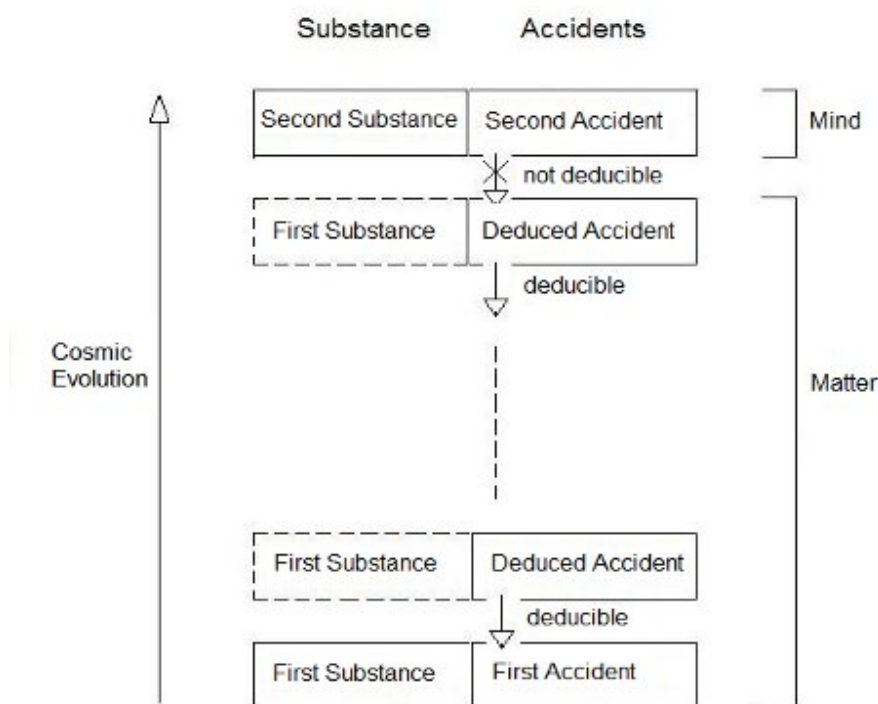 Substance Accidents
Second Substance Second Accident Mind
not deducible
First Substance Deduced Accident
deducible
Cosmic
Evolution
Matter
First Substance Deduced Accident
deducible
First Substance First Accident